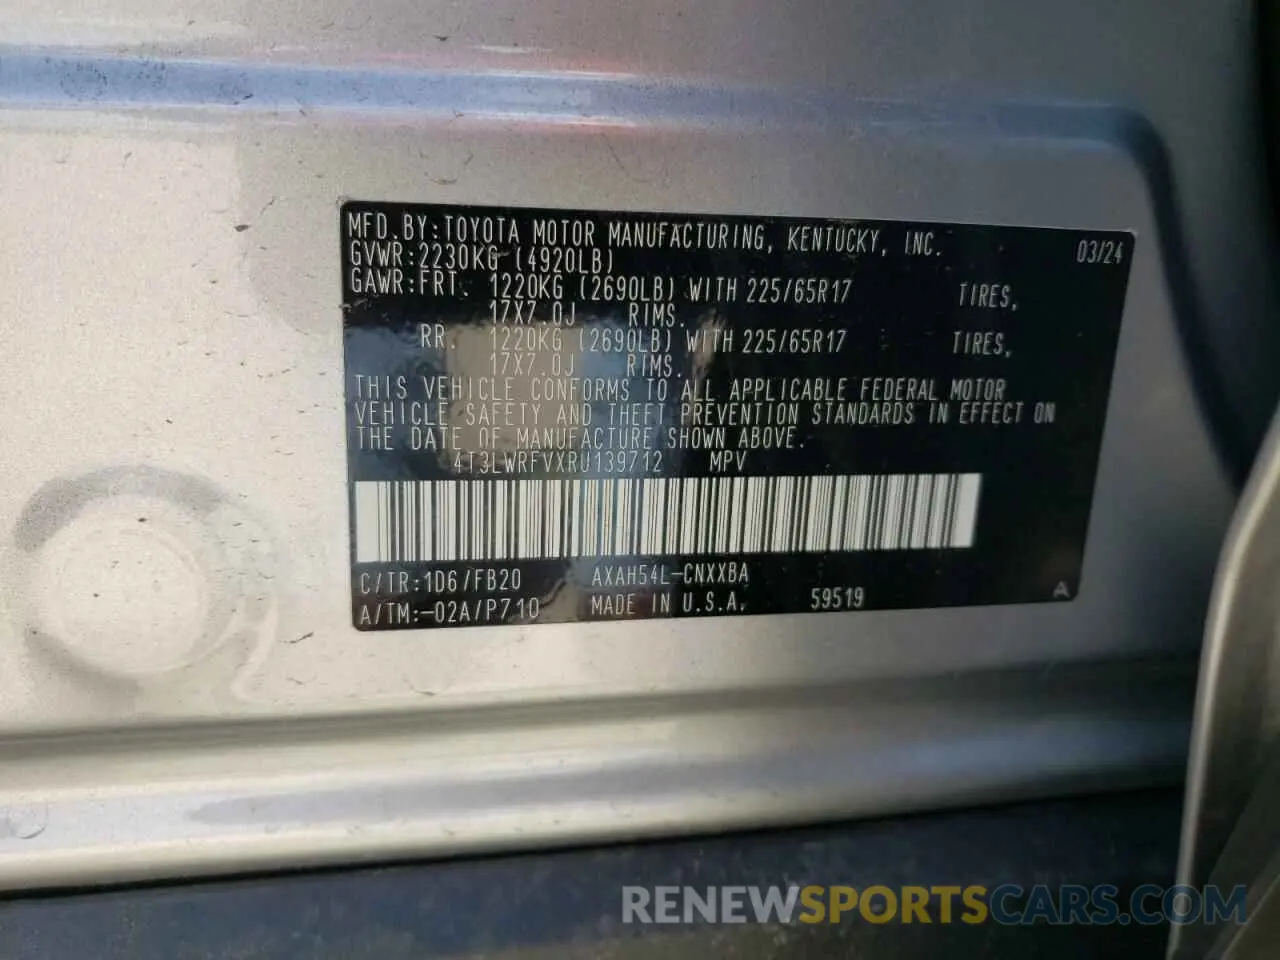 MFD.BY:TOYOTA MOTOR MANUFACTURING, KENTUCKY, INC. 03/24
GVWR:2230KG (4920LB)
GAWR:FRT. 1220KG (2690LB) WITH 225/65R17 TIRES,
17X7.0J RIMS.
RR. 1220KG (2690LB) WITH 225/65R17 TIRES,
17X7.0J RIMS.
THIS VEHICLE CONFORMS TO ALL APPLICABLE FEDERAL MOTOR
VEHICLE SAFETY AND THEFT PREVENTION STANDARDS IN EFFECT ON
THE DATE OF MANUFACTURE SHOWN ABOVE.
4T3LWRFVXRU139712 MPV
C/TR:1D6/FB20 AXAH54L-CNXXBA
A/TM:-02A/P710 MADE IN U.S.A. 59519 A
RENEWSPORTSCARS.COM